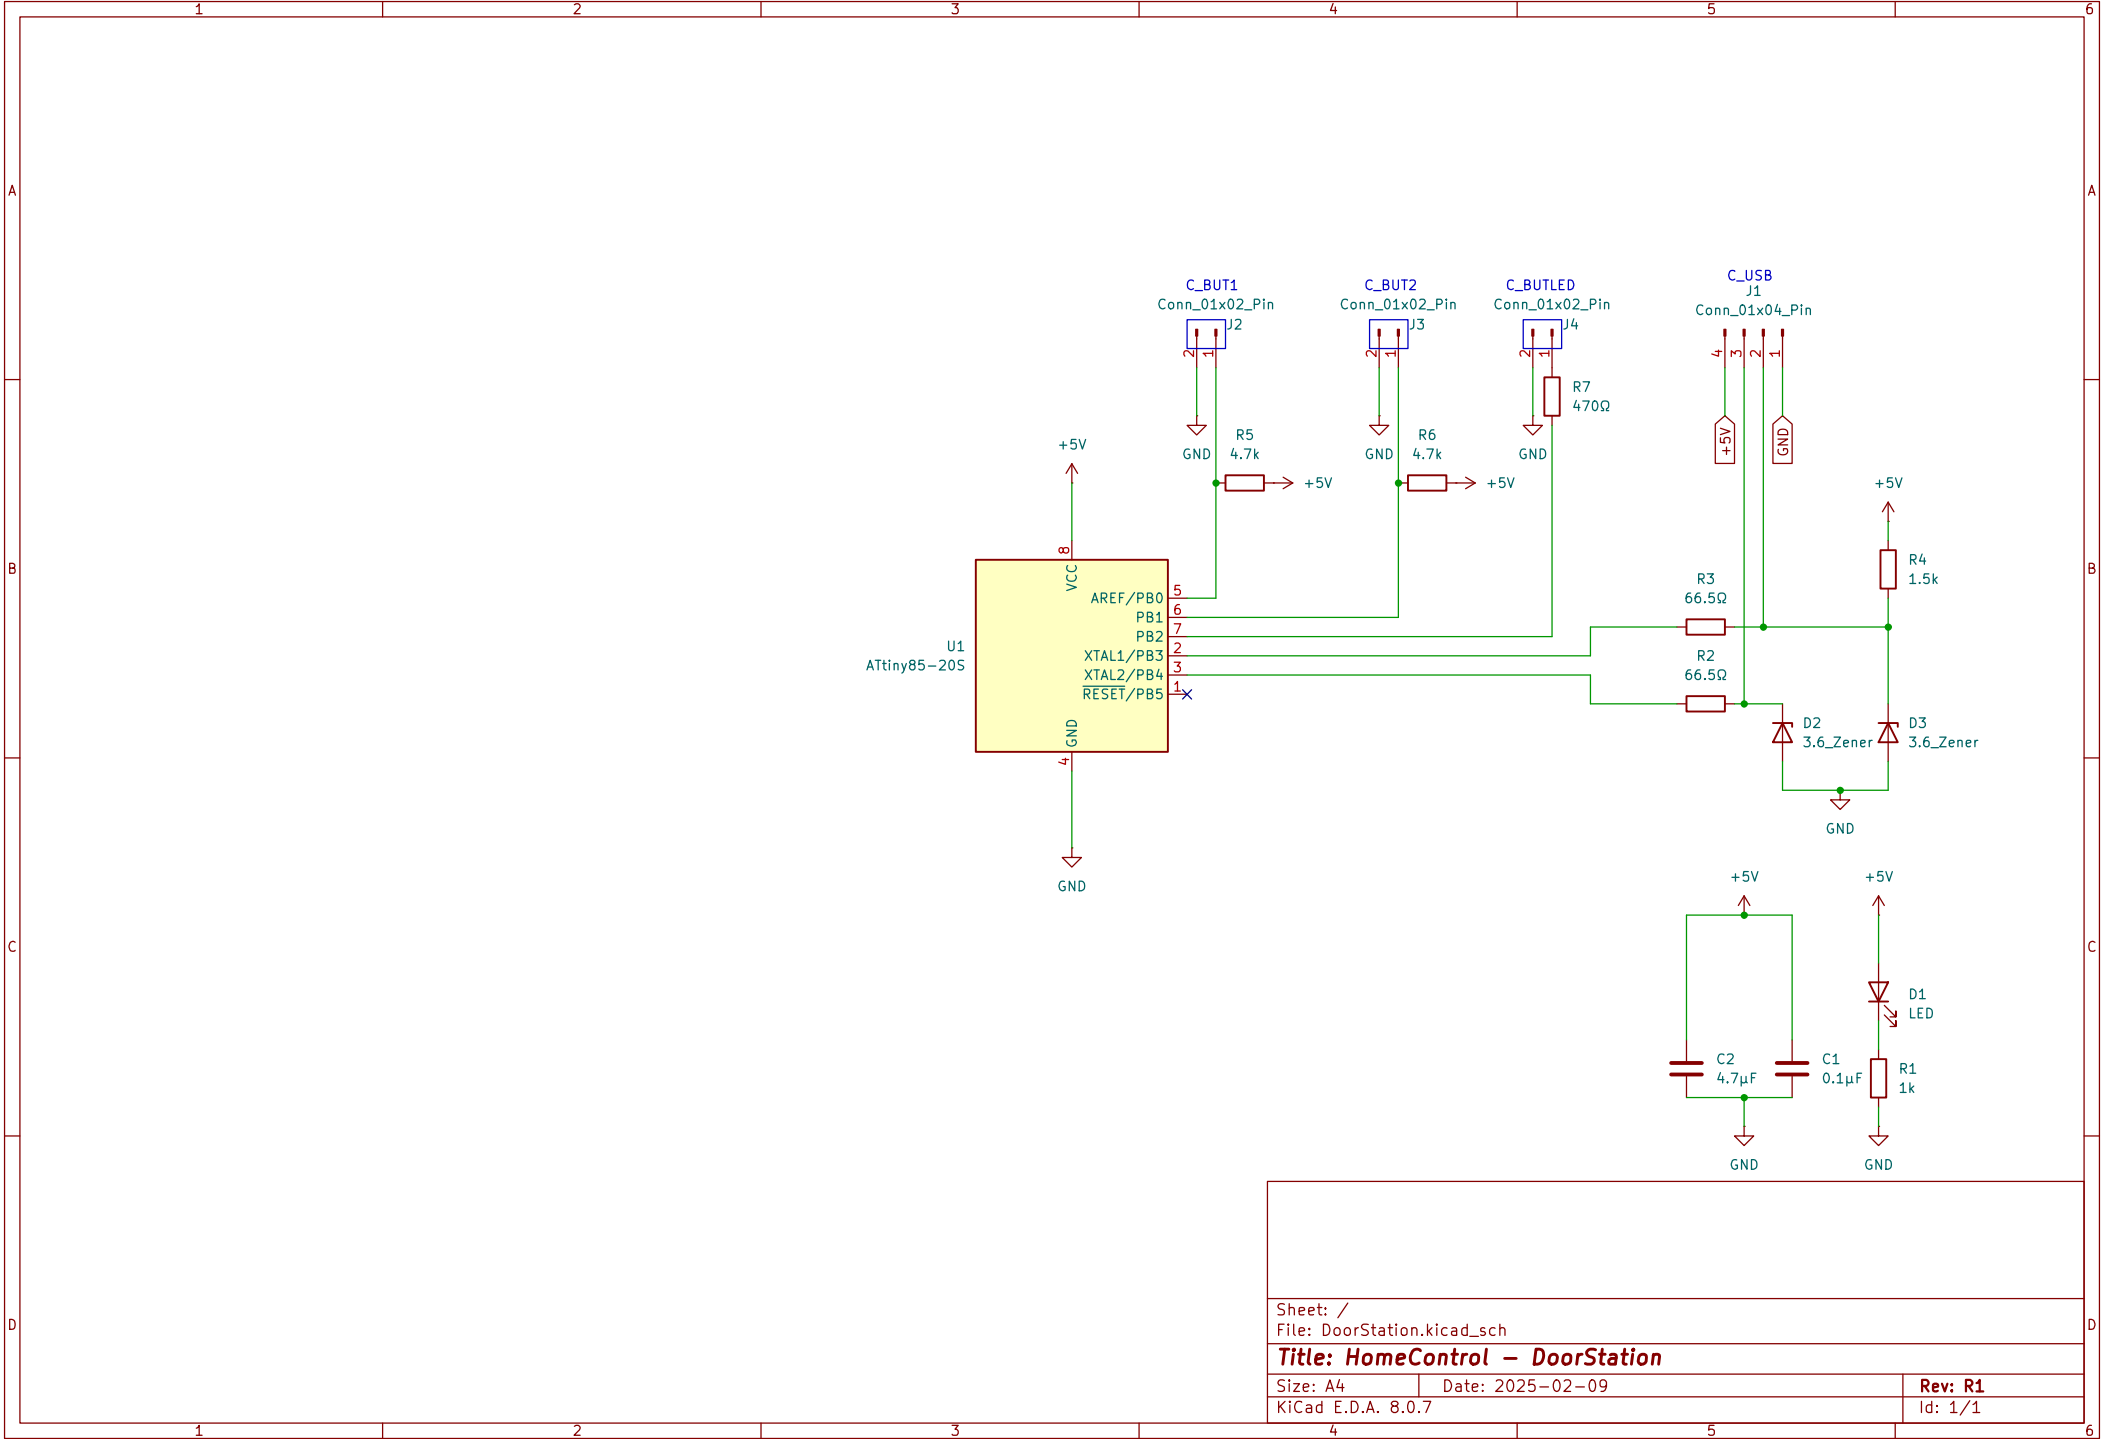 1 2 3 4 5 6
A A
B B
C C
D D
C_BUT1
Conn_01x02_Pin
J2
2 1
GND
R5
4.7k
+5V
C_BUT2
Conn_01x02_Pin
J3
2 1
GND
R6
4.7k
+5V
C_BUTLED
Conn_01x02_Pin
J4
2 1
R7
470Ω
GND
C_USB
J1
Conn_01x04_Pin
4 3 2 1
+5V
GND
+5V
8
VCC
AREF/PB0 5
PB1 6
PB2 7
XTAL1/PB3 2
XTAL2/PB4 3
RESET/PB5 1
U1
ATtiny85-20S
GND
4
GND
+5V
R4
1.5k
R3
66.5Ω
R2
66.5Ω
D2
3.6_Zener
D3
3.6_Zener
GND
+5V
C2
4.7µF
C1
0.1µF
GND
+5V
D1
LED
R1
1k
GND
Sheet: /
File: DoorStation.kicad_sch
Title: HomeControl - DoorStation
Size: A4 Date: 2025-02-09 Rev: R1
KiCad E.D.A. 8.0.7 Id: 1/1
1 2 3 4 5 6